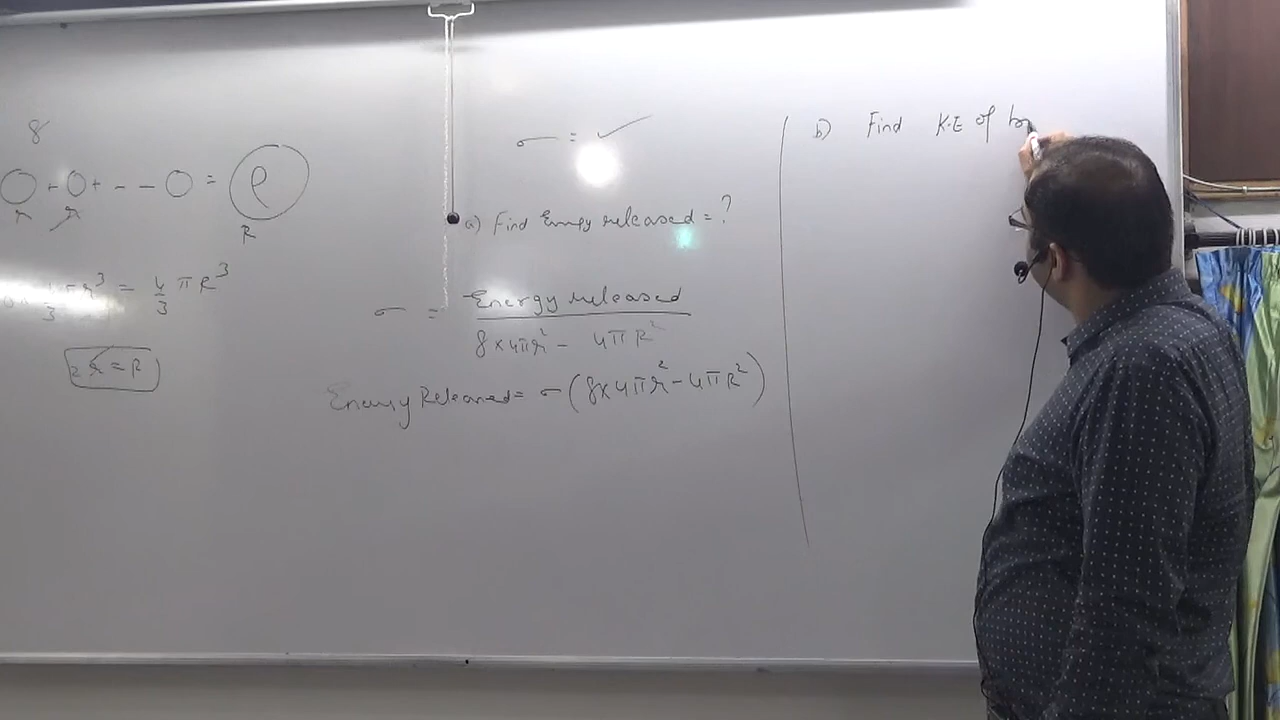 8
+ + - - = ρ
r r R
πr³ = 4/3 πR³
2r = R
σ = ✓
a) Find Energy released = ?
σ = Energy released / 8×4πr² - 4πR²
Energy Released = σ (8×4πr² - 4πR²)
b) Find K.E of